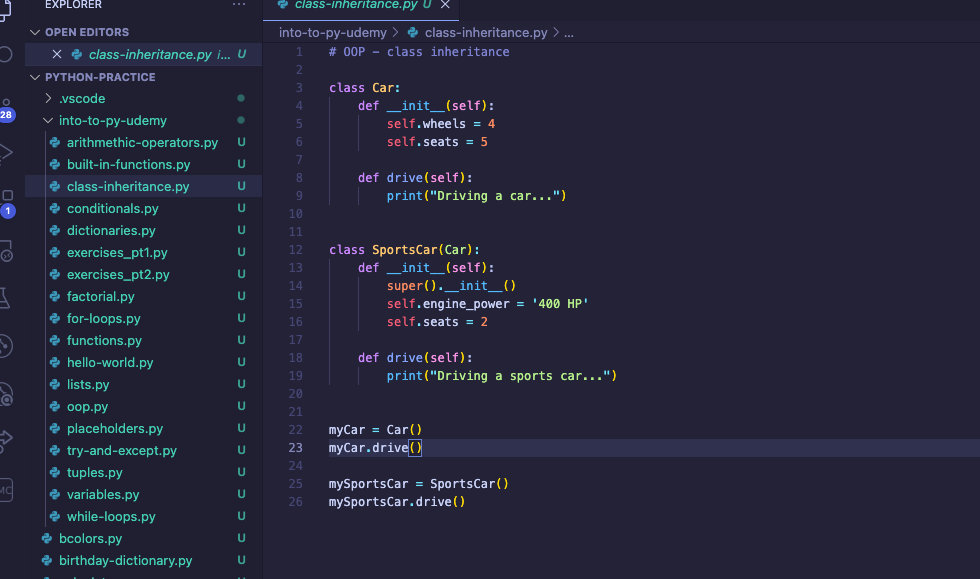 EXPLORER
...
OPEN EDITORS
class-inheritance.py i... U
PYTHON-PRACTICE
.vscode
into-to-py-udemy
arithmethic-operators.py U
built-in-functions.py U
class-inheritance.py U
conditionals.py U
dictionaries.py U
exercises_pt1.py U
exercises_pt2.py U
factorial.py U
for-loops.py U
functions.py U
hello-world.py U
lists.py U
oop.py U
placeholders.py U
try-and-except.py U
tuples.py U
variables.py U
while-loops.py U
bcolors.py U
birthday-dictionary.py U
28
1
class-inheritance.py U
into-to-py-udemy > class-inheritance.py > ...
1 # OOP - class inheritance
2
3 class Car:
4 def __init__(self):
5 self.wheels = 4
6 self.seats = 5
7
8 def drive(self):
9 print("Driving a car...")
10
11
12 class SportsCar(Car):
13 def __init__(self):
14 super().__init__()
15 self.engine_power = '400 HP'
16 self.seats = 2
17
18 def drive(self):
19 print("Driving a sports car...")
20
21
22 myCar = Car()
23 myCar.drive()
24
25 mySportsCar = SportsCar()
26 mySportsCar.drive()